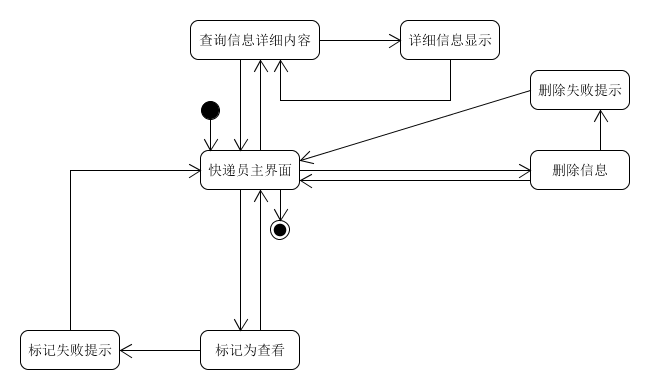 查询信息详细内容
详细信息显示
删除失败提示
快递员主界面
删除信息
标记失败提示
标记为查看